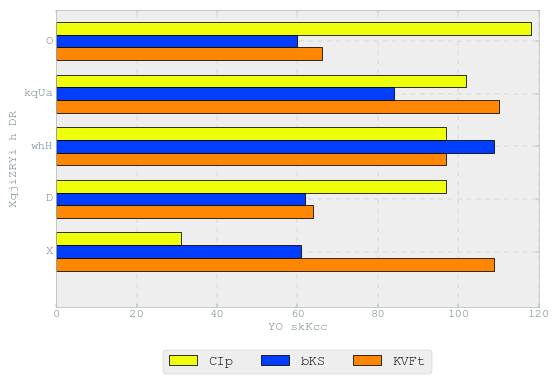 O
kqUa
whH
D
X
XqjiZRYi h DR
0 20 40 60 80 100 120
YO skKcc
CIp bKS KVFt